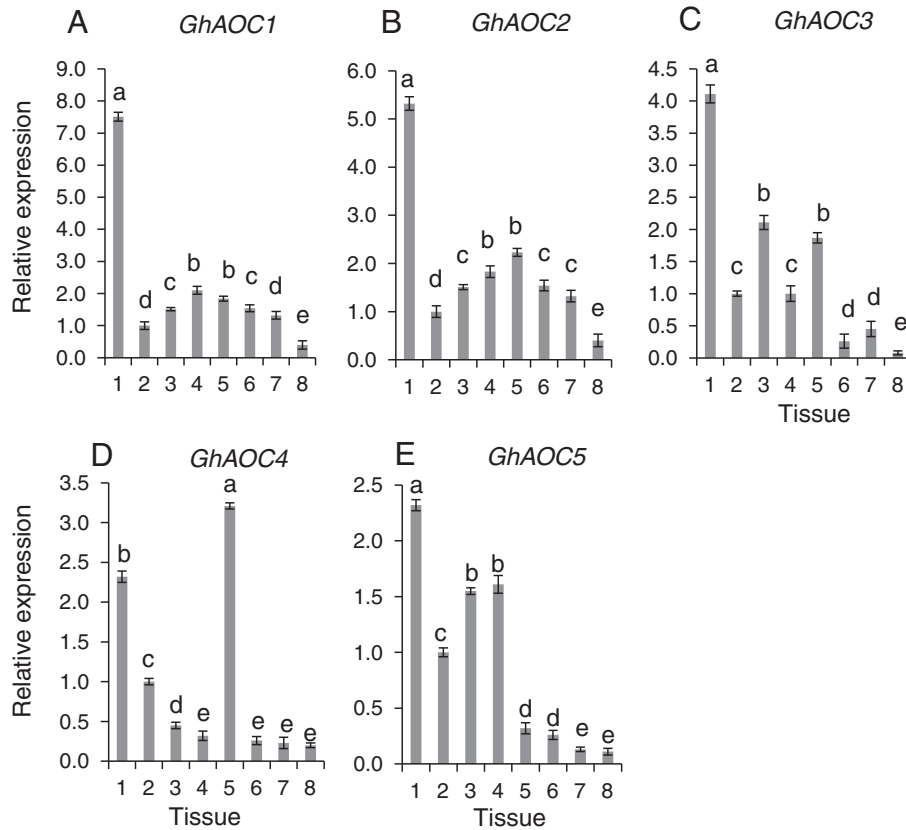 A GhAOC1
Relative expression
9.0
8.0
7.0
6.0
5.0
4.0
3.0
2.0
1.0
0.0
a d c b b c d e
1 2 3 4 5 6 7 8
B GhAOC2
6.0
5.0
4.0
3.0
2.0
1.0
0.0
a d c b b c c e
1 2 3 4 5 6 7 8
C GhAOC3
4.5
4.0
3.5
3.0
2.5
2.0
1.5
1.0
0.5
0.0
a c b c b d d e
1 2 3 4 5 6 7 8
Tissue
D GhAOC4
Relative expression
3.5
3.0
2.5
2.0
1.5
1.0
0.5
0.0
b c d e a e e e
1 2 3 4 5 6 7 8
Tissue
E GhAOC5
2.5
2.0
1.5
1.0
0.5
0.0
a c b b d d e e
1 2 3 4 5 6 7 8
Tissue